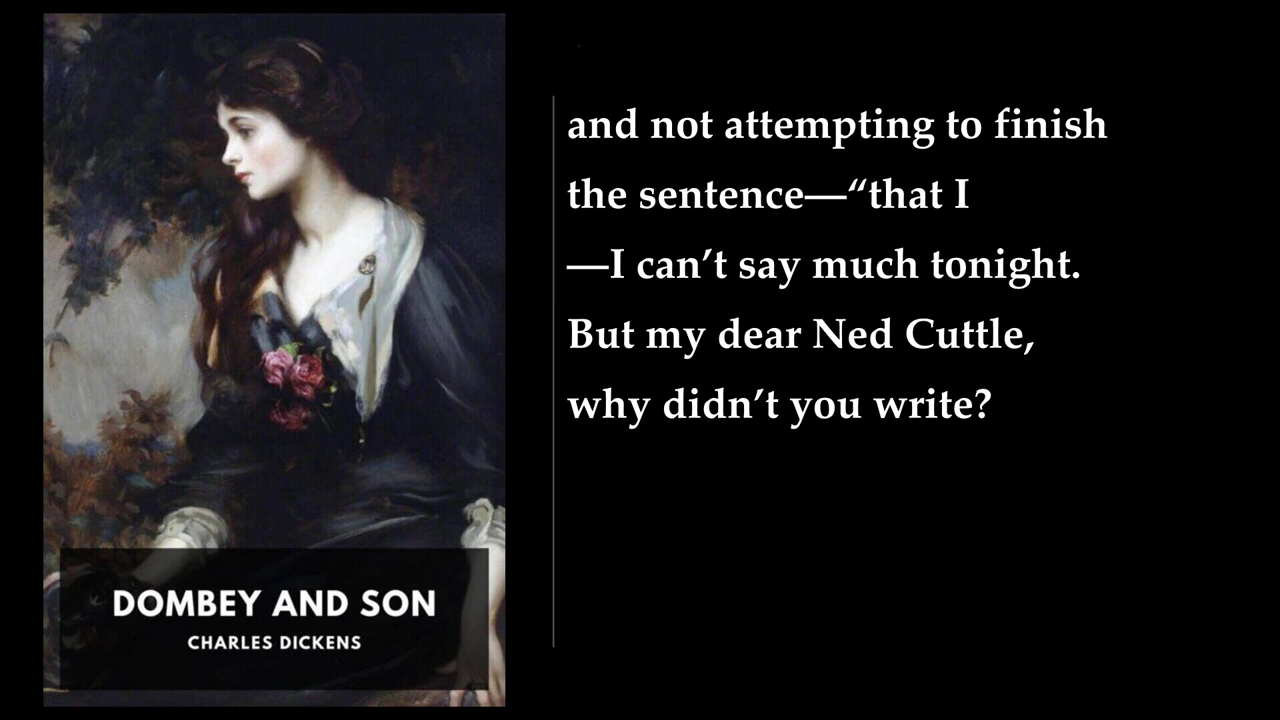 DOMBEY AND SON
CHARLES DICKENS
and not attempting to finish
the sentence—“that I
—I can’t say much tonight.
But my dear Ned Cuttle,
why didn’t you write?